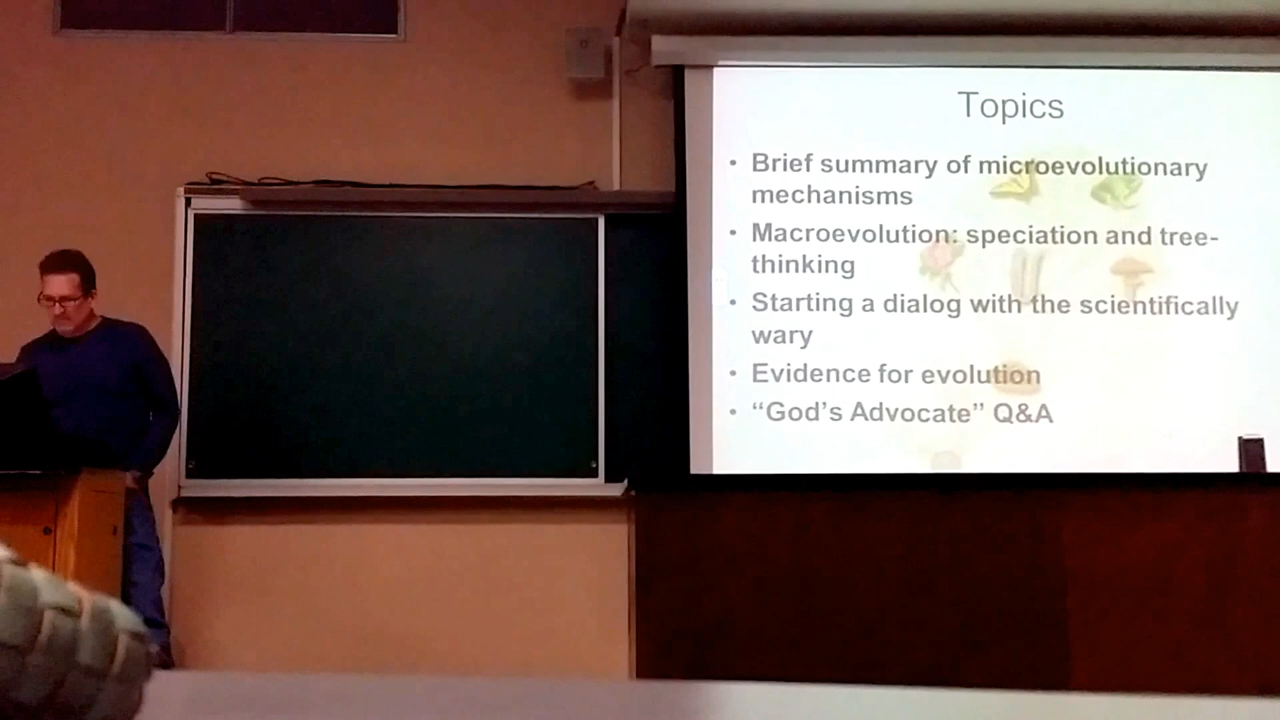 Topics
• Brief summary of microevolutionary
mechanisms
• Macroevolution: speciation and tree-
thinking
• Starting a dialog with the scientifically
wary
• Evidence for evolution
• “God’s Advocate” Q&A